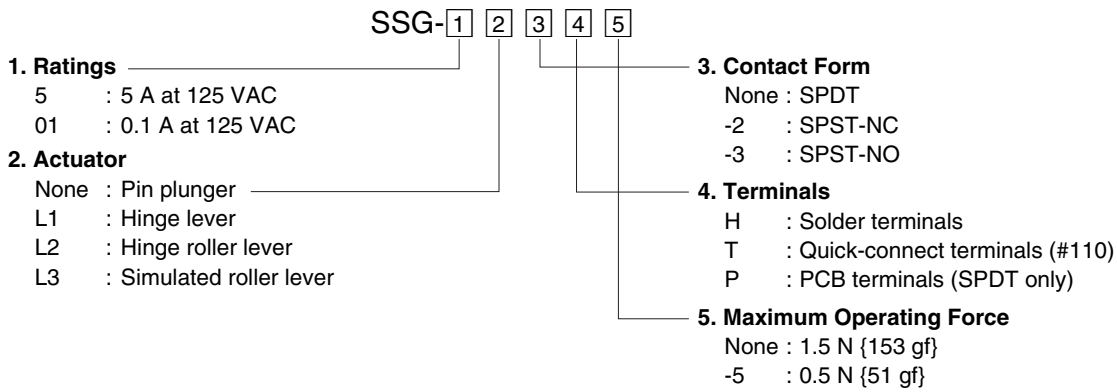 SSG-1 2 3 4 5
1. Ratings
5 : 5 A at 125 VAC
01 : 0.1 A at 125 VAC
2. Actuator
None : Pin plunger
L1 : Hinge lever
L2 : Hinge roller lever
L3 : Simulated roller lever
3. Contact Form
None : SPDT
-2 : SPST-NC
-3 : SPST-NO
4. Terminals
H : Solder terminals
T : Quick-connect terminals (#110)
P : PCB terminals (SPDT only)
5. Maximum Operating Force
None : 1.5 N {153 gf}
-5 : 0.5 N {51 gf}